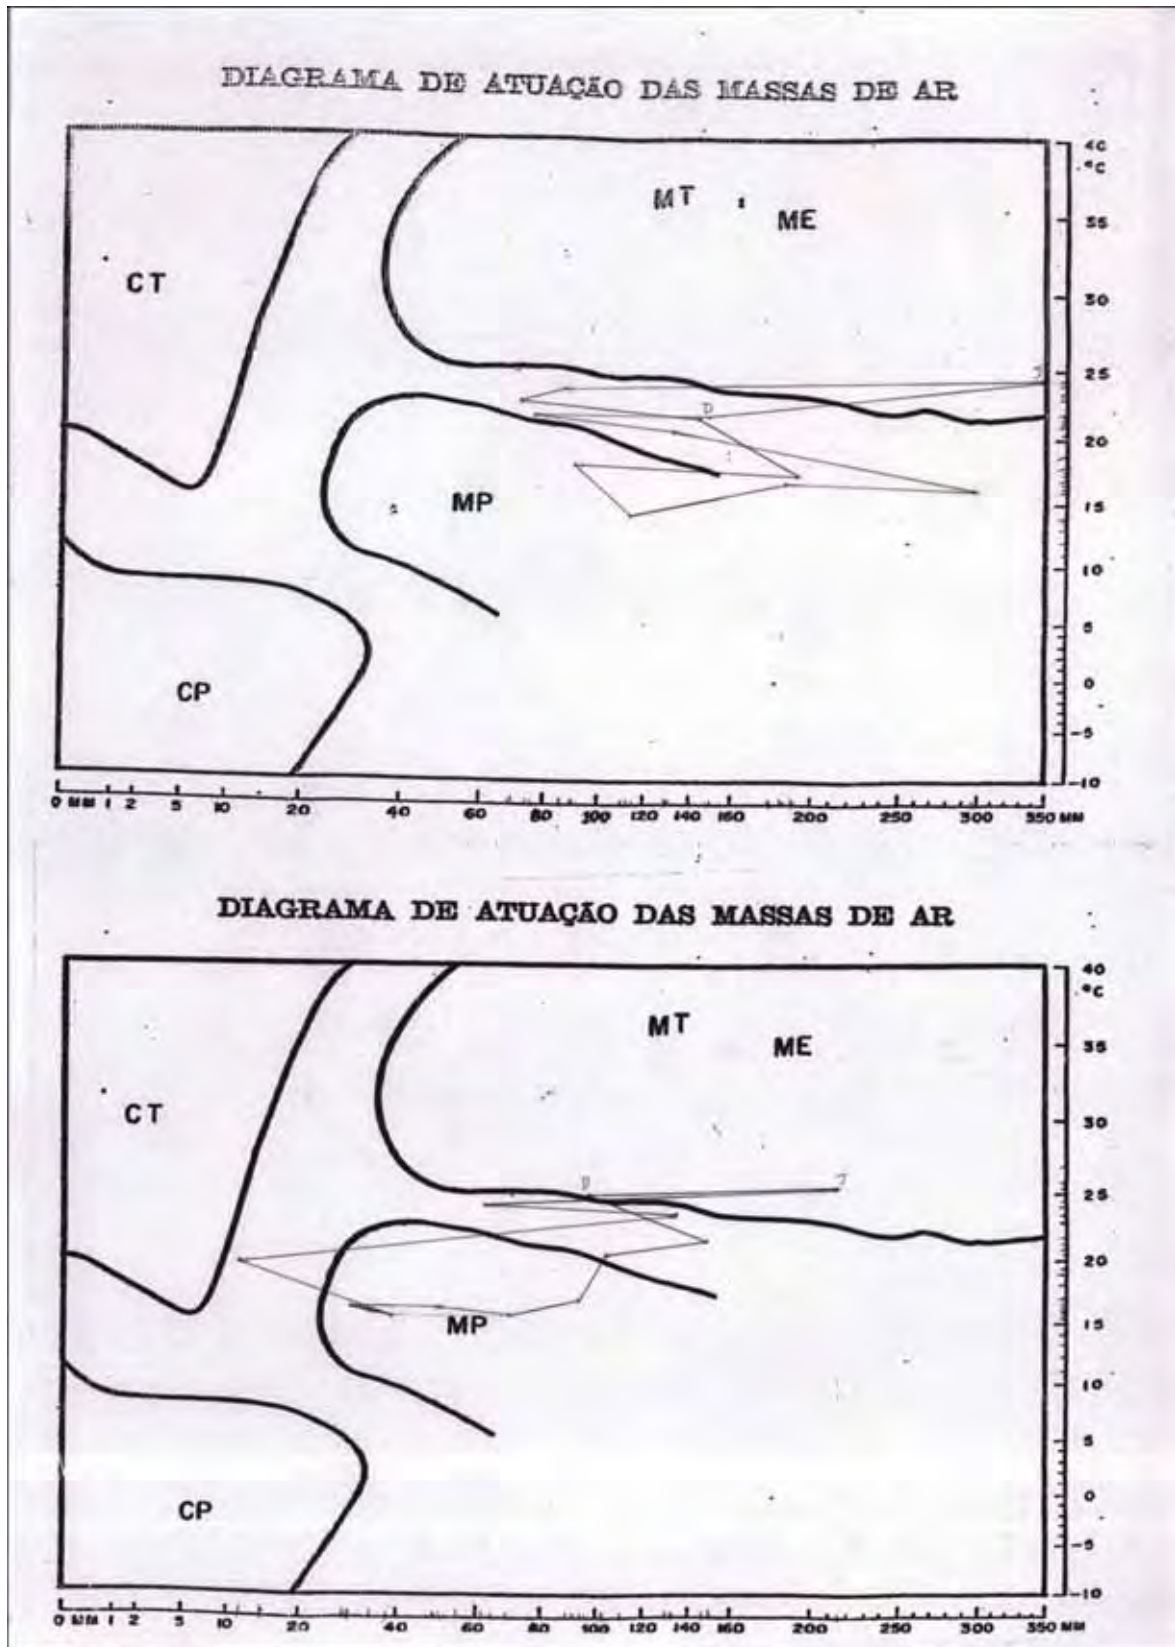 DIAGRAMA DE ATUAÇÃO DAS MASSAS DE AR
40
°C
MT
ME
35
CT
30
25
J
D
20
MP
15
10
5
CP
0
-5
-10
0 MM 1 2 5 10 20 40 60 80 100 120 140 160 200 250 300 350 MM
DIAGRAMA DE ATUAÇÃO DAS MASSAS DE AR
40
°C
MT
ME
35
CT
30
D
J
25
20
MP
15
10
5
CP
0
-5
-10
0 MM 1 2 5 10 20 40 60 80 100 120 140 160 200 250 300 350 MM